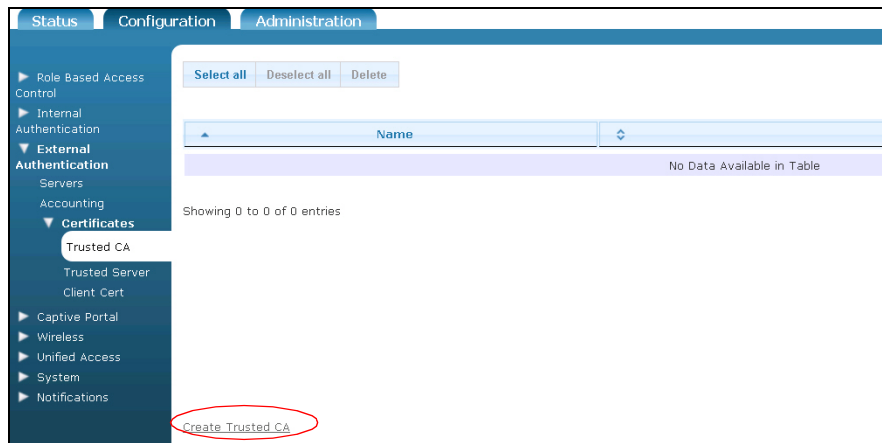 Status Configuration Administration
Select all Deselect all Delete
Role Based Access
Control
Internal
Authentication
External
Authentication
Servers
Accounting
Certificates
Trusted CA
Trusted Server
Client Cert
Captive Portal
Wireless
Unified Access
System
Notifications
Name
No Data Available in Table
Showing 0 to 0 of 0 entries
Create Trusted CA